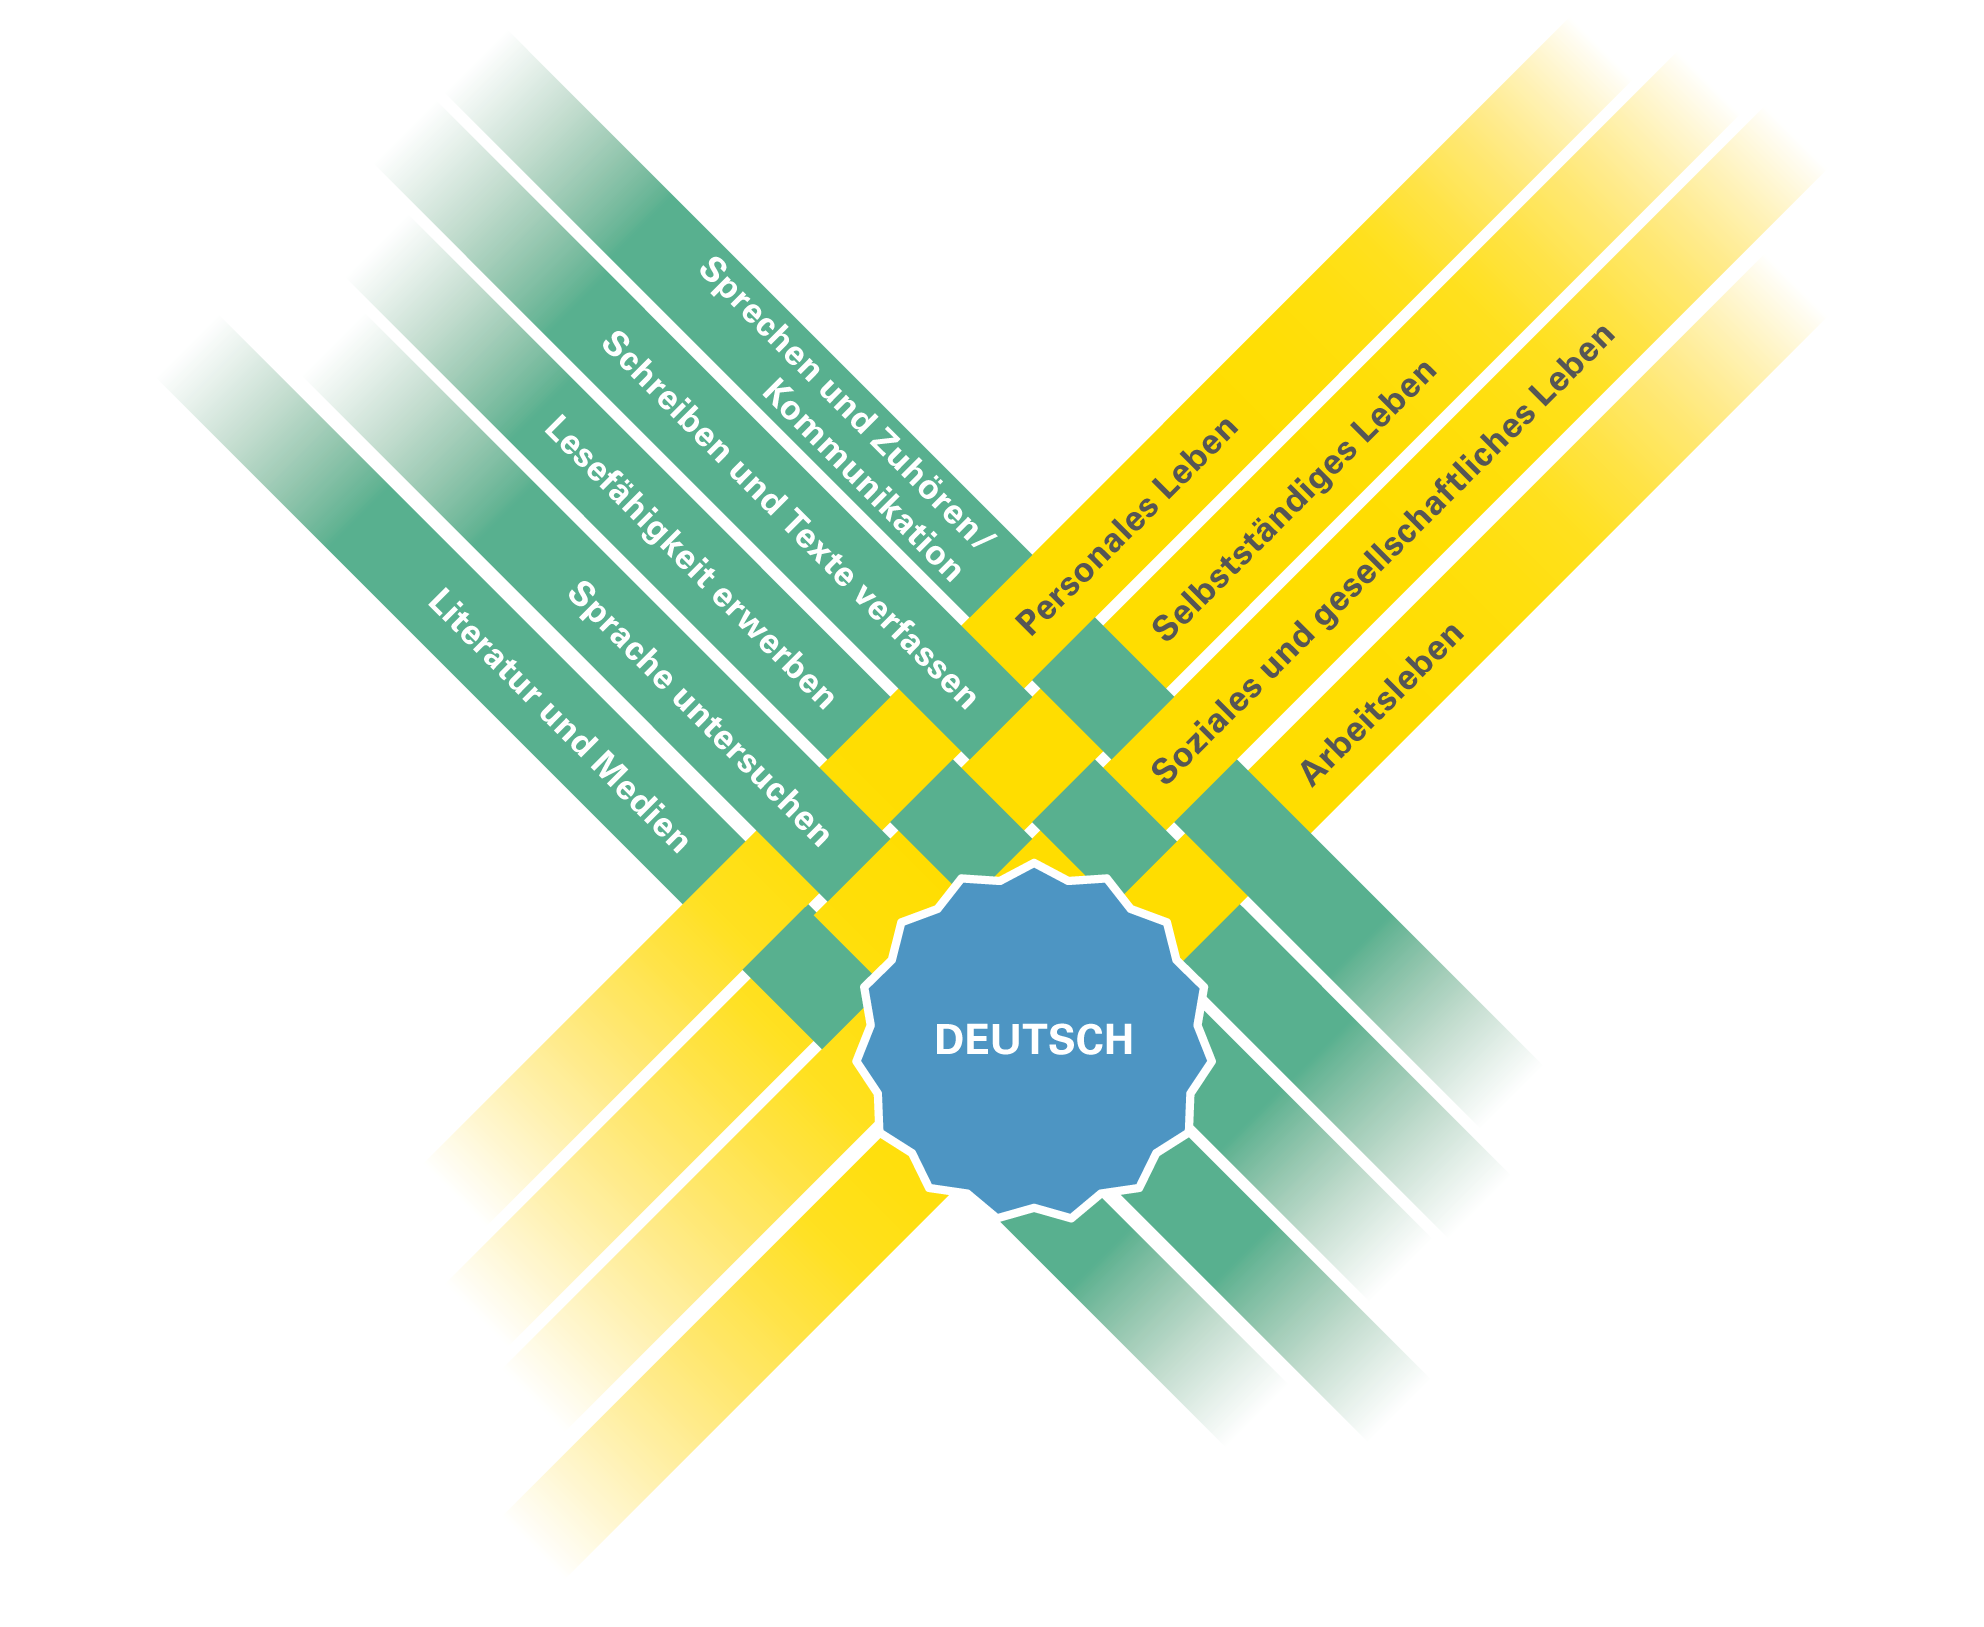 Sprechen und Zuhören/
Kommunikation
Schreiben und Texte verfassen
Lesefähigkeit erwerben
Sprache untersuchen
Literatur und Medien
Personales Leben
Selbstständiges Leben
Soziales und gesellschaftliches Leben
Arbeitsleben
DEUTSCH